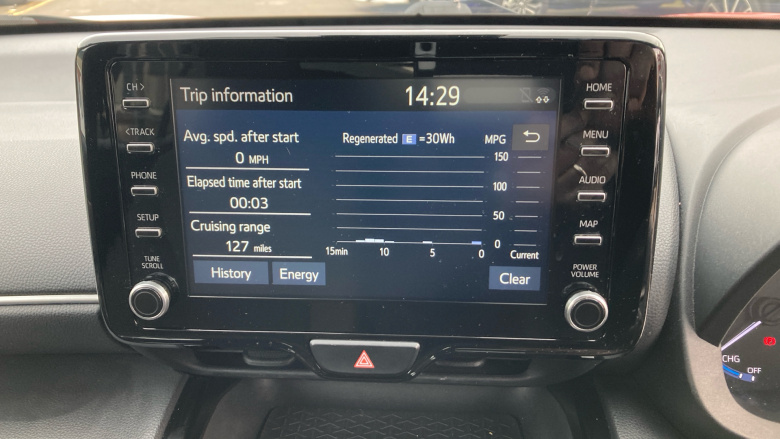 Trip information
14:29
Avg. spd. after start
0 MPH
Elapsed time after start
00:03
Cruising range
127 miles
Regenerated E =30Wh
MPG
150
100
50
0
15min 10 5 0 Current
History
Energy
Clear
CH >
< TRACK
PHONE
SETUP
TUNE
SCROLL
HOME
MENU
AUDIO
MAP
POWER
VOLUME
CHG
OFF